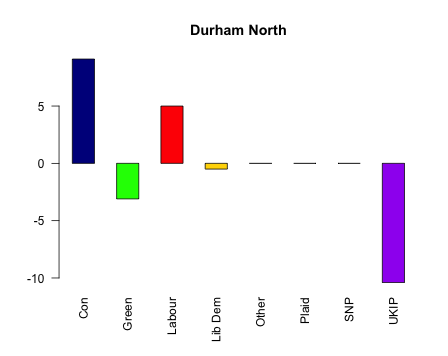 Durham North
5
0
-5
-10
Con
Green
Labour
Lib Dem
Other
Plaid
SNP
UKIP